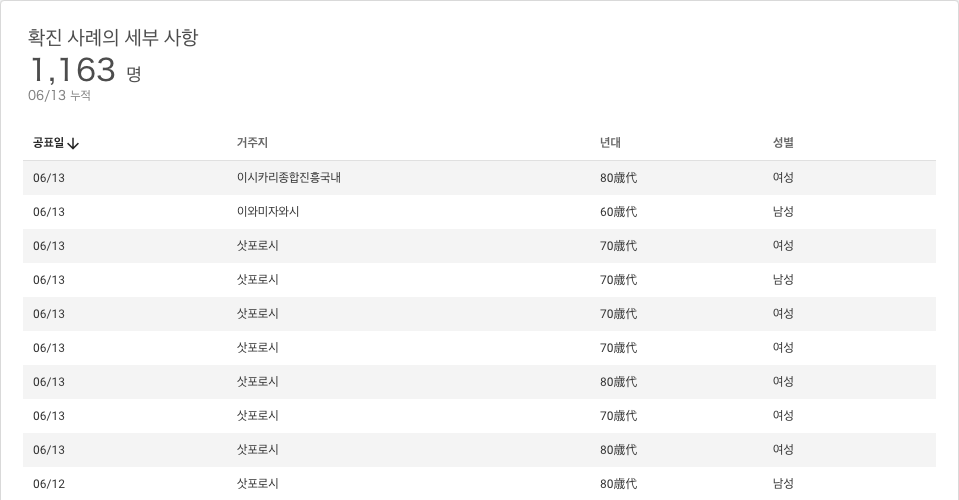 확진 사례의 세부 사항
1,163 명
06/13 누적
공표일 거주지 년대 성별
06/13 이시카리종합진흥국내 80歳代 여성
06/13 이와미자와시 60歳代 남성
06/13 삿포로시 70歳代 여성
06/13 삿포로시 70歳代 남성
06/13 삿포로시 70歳代 여성
06/13 삿포로시 70歳代 여성
06/13 삿포로시 80歳代 여성
06/13 삿포로시 70歳代 여성
06/13 삿포로시 80歳代 여성
06/12 삿포로시 80歳代 남성